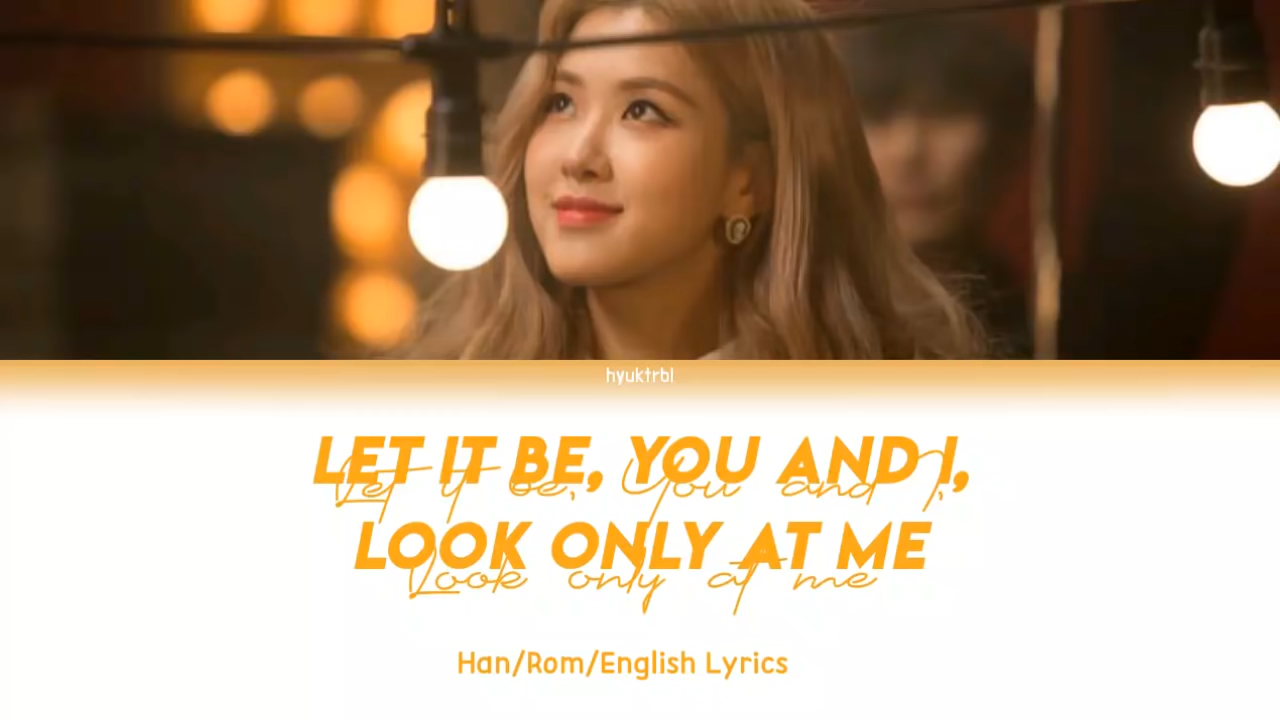 hyuktrbl
LET IT BE, YOU AND I,
Let it be, You and I,
LOOK ONLY AT ME
Look only at me
Han/Rom/English Lyrics